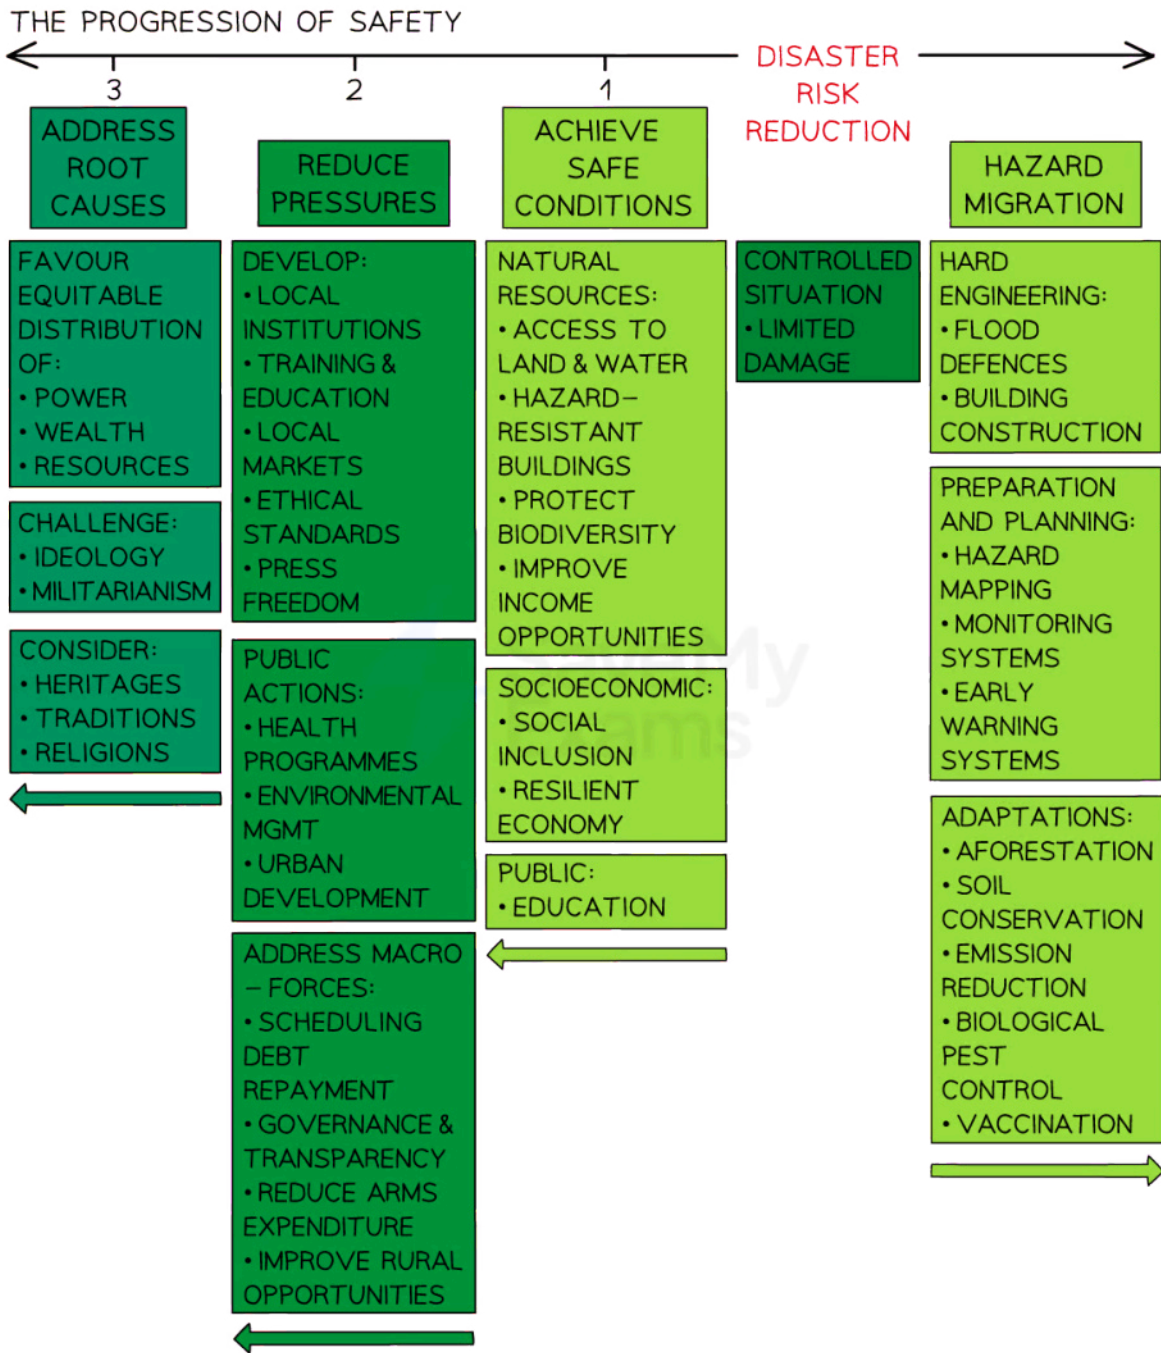 THE PROGRESSION OF SAFETY
3
2
1
DISASTER
RISK
REDUCTION
ADDRESS
ROOT
CAUSES
FAVOUR
EQUITABLE
DISTRIBUTION
OF:
• POWER
• WEALTH
• RESOURCES
CHALLENGE:
• IDEOLOGY
• MILITARIANISM
CONSIDER:
• HERITAGES
• TRADITIONS
• RELIGIONS
REDUCE
PRESSURES
DEVELOP:
• LOCAL
INSTITUTIONS
• TRAINING &
EDUCATION
• LOCAL
MARKETS
• ETHICAL
STANDARDS
• PRESS
FREEDOM
PUBLIC
ACTIONS:
• HEALTH
PROGRAMMES
• ENVIRONMENTAL
MGMT
• URBAN
DEVELOPMENT
ADDRESS MACRO
– FORCES:
• SCHEDULING
DEBT
REPAYMENT
• GOVERNANCE &
TRANSPARENCY
• REDUCE ARMS
EXPENDITURE
• IMPROVE RURAL
OPPORTUNITIES
ACHIEVE
SAFE
CONDITIONS
NATURAL
RESOURCES:
• ACCESS TO
LAND & WATER
• HAZARD–
RESISTANT
BUILDINGS
• PROTECT
BIODIVERSITY
• IMPROVE
INCOME
OPPORTUNITIES
SOCIOECONOMIC:
• SOCIAL
INCLUSION
• RESILIENT
ECONOMY
PUBLIC:
• EDUCATION
CONTROLLED
SITUATION
• LIMITED
DAMAGE
HAZARD
MIGRATION
HARD
ENGINEERING:
• FLOOD
DEFENCES
• BUILDING
CONSTRUCTION
PREPARATION
AND PLANNING:
• HAZARD
MAPPING
• MONITORING
SYSTEMS
• EARLY
WARNING
SYSTEMS
ADAPTATIONS:
• AFORESTATION
• SOIL
CONSERVATION
• EMISSION
REDUCTION
• BIOLOGICAL
PEST
CONTROL
• VACCINATION
SaveMy
Exams